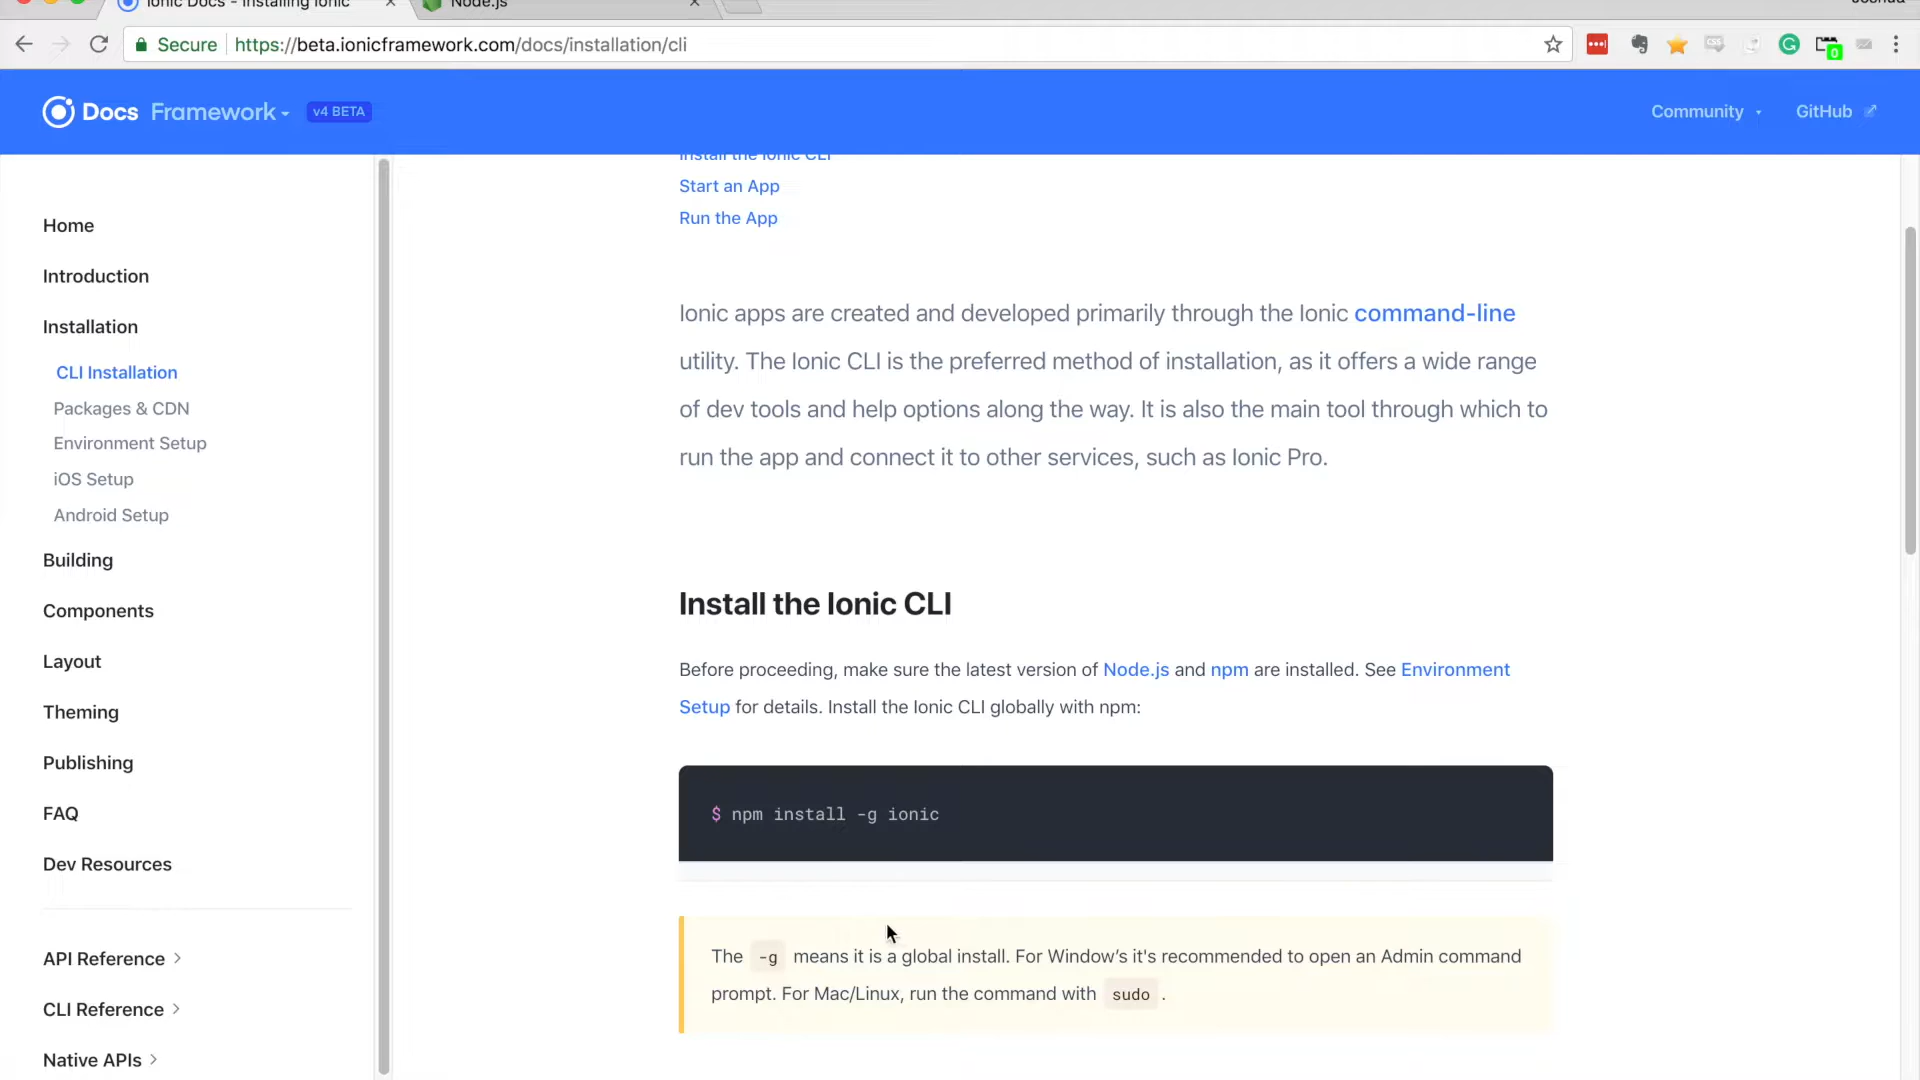 Ionic Docs - Installing Ionic
Node.js
Joshua
Secure https://beta.ionicframework.com/docs/installation/cli
Docs Framework v4 BETA
Community
GitHub
Home
Introduction
Installation
CLI Installation
Packages & CDN
Environment Setup
iOS Setup
Android Setup
Building
Components
Layout
Theming
Publishing
FAQ
Dev Resources
API Reference
CLI Reference
Native APIs
Install the Ionic CLI
Start an App
Run the App
Ionic apps are created and developed primarily through the Ionic command-line
utility. The Ionic CLI is the preferred method of installation, as it offers a wide range
of dev tools and help options along the way. It is also the main tool through which to
run the app and connect it to other services, such as Ionic Pro.
Install the Ionic CLI
Before proceeding, make sure the latest version of Node.js and npm are installed. See Environment
Setup for details. Install the Ionic CLI globally with npm:
$ npm install -g ionic
The -g means it is a global install. For Window’s it's recommended to open an Admin command
prompt. For Mac/Linux, run the command with sudo .